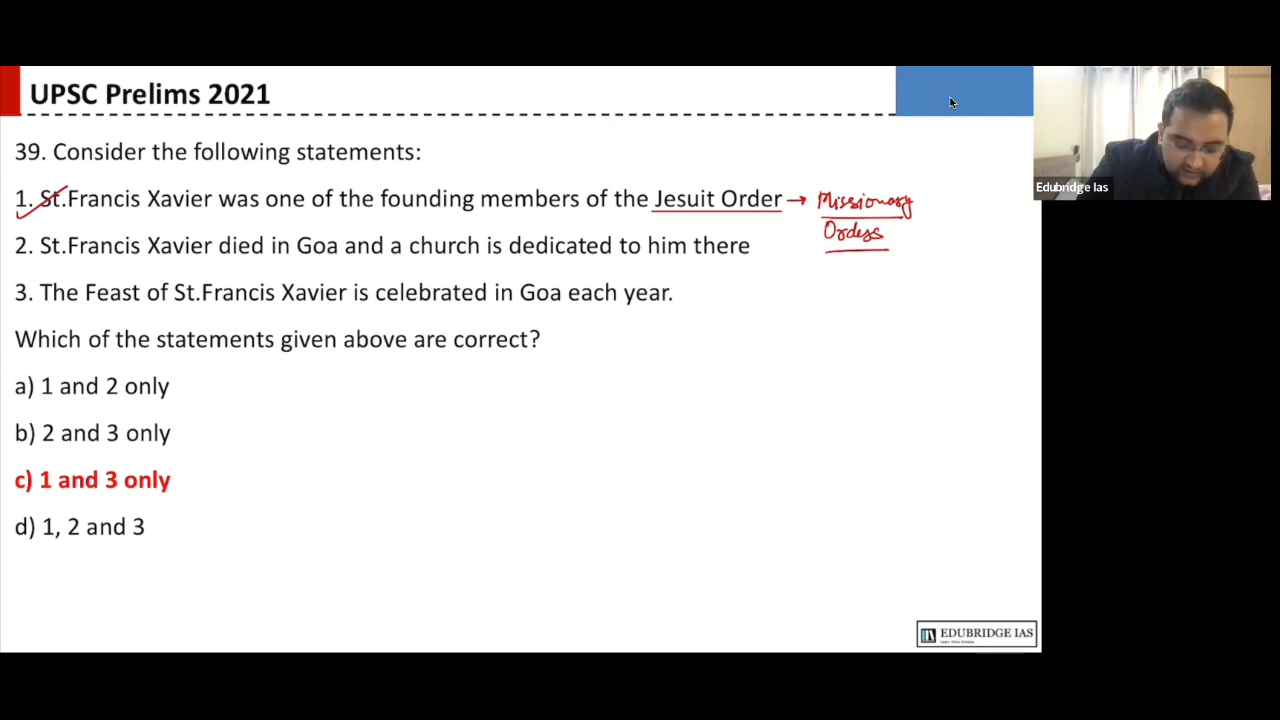 UPSC Prelims 2021
39. Consider the following statements:
1. St.Francis Xavier was one of the founding members of the Jesuit Order → Missionary
Orders
2. St.Francis Xavier died in Goa and a church is dedicated to him there
3. The Feast of St.Francis Xavier is celebrated in Goa each year.
Which of the statements given above are correct?
a) 1 and 2 only
b) 2 and 3 only
c) 1 and 3 only
d) 1, 2 and 3
Edubridge Ias
EDUBRIDGE IAS